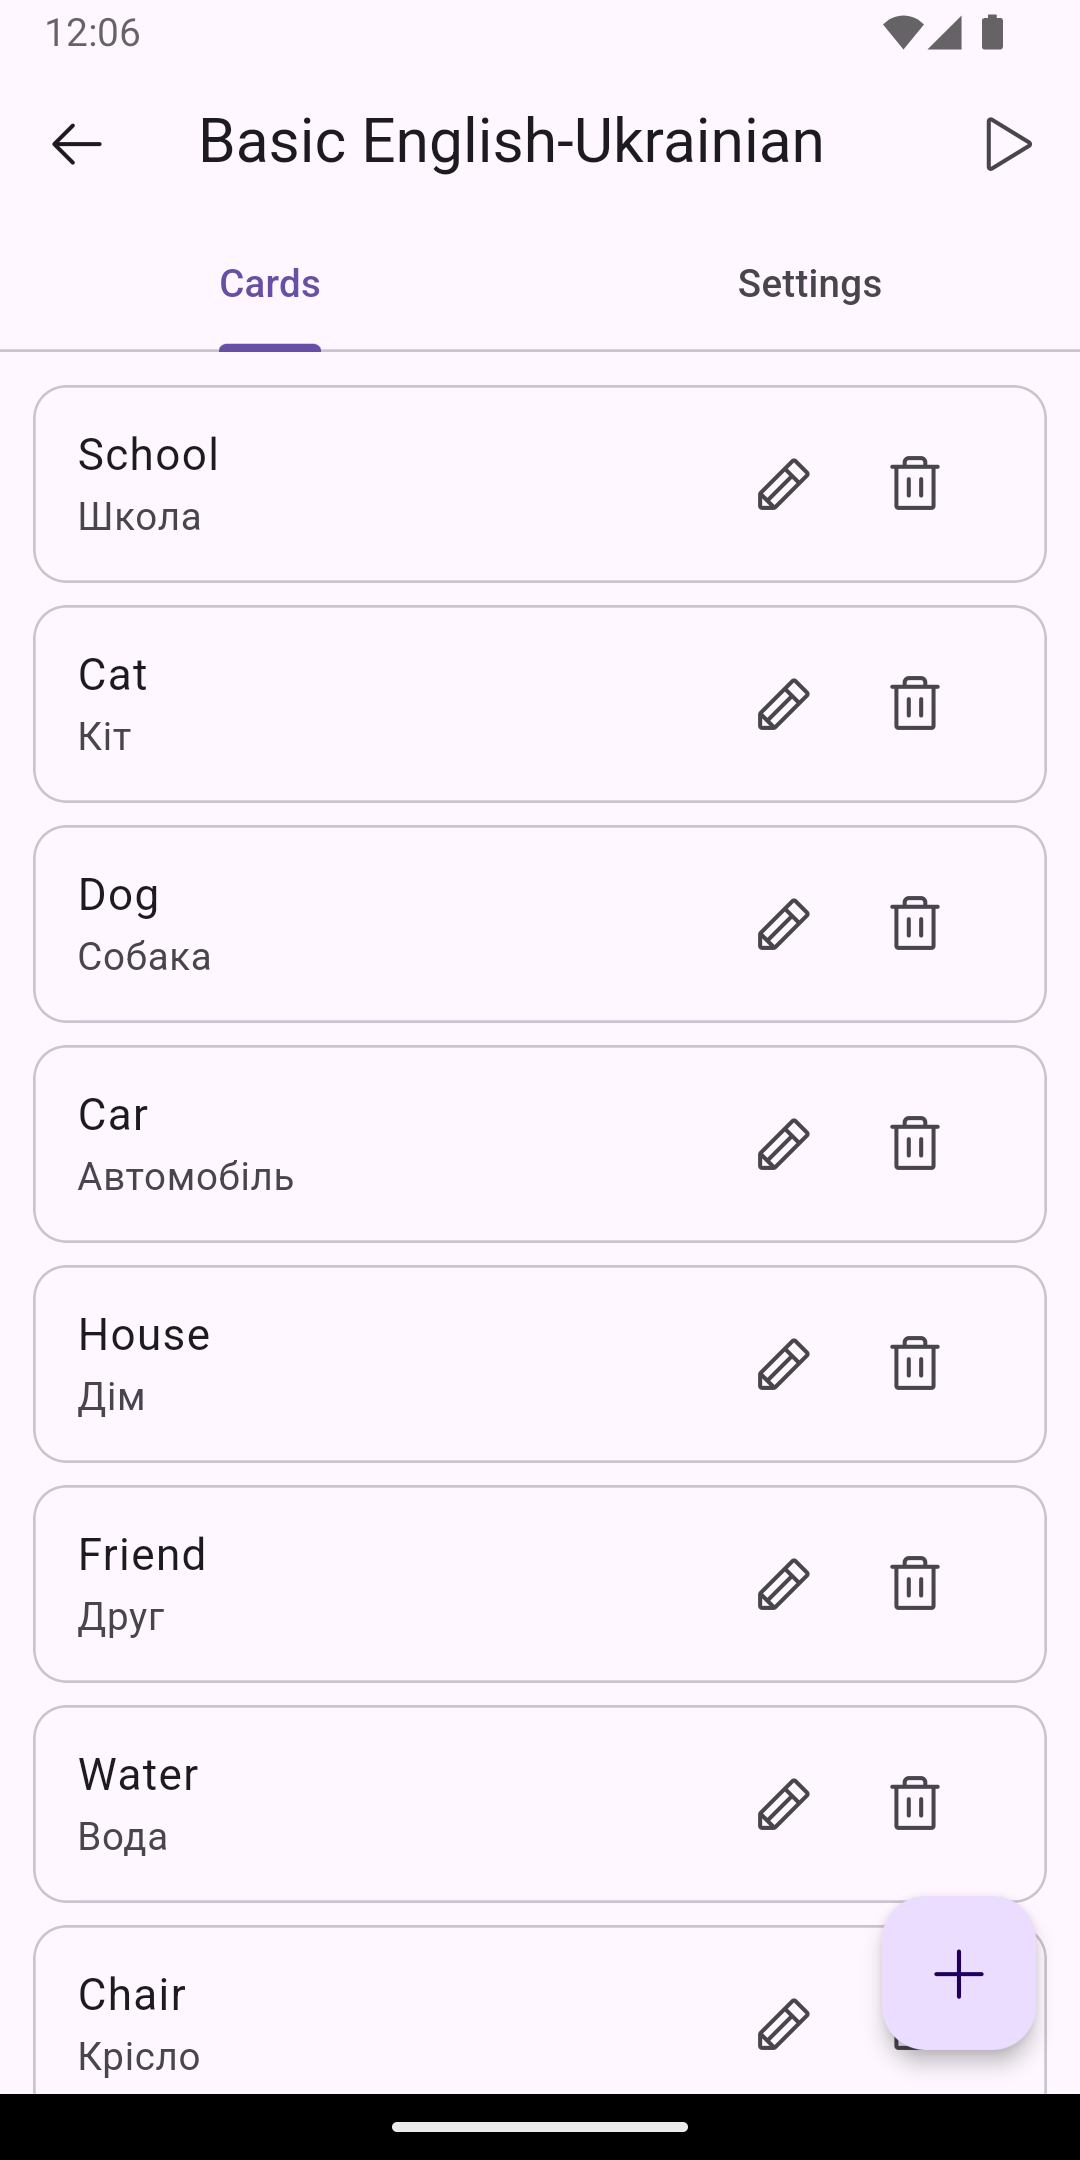 12:06
Basic English-Ukrainian
Cards
Settings
School
Школа
Cat
Кіт
Dog
Собака
Car
Автомобіль
House
Дім
Friend
Друг
Water
Вода
Chair
Крісло